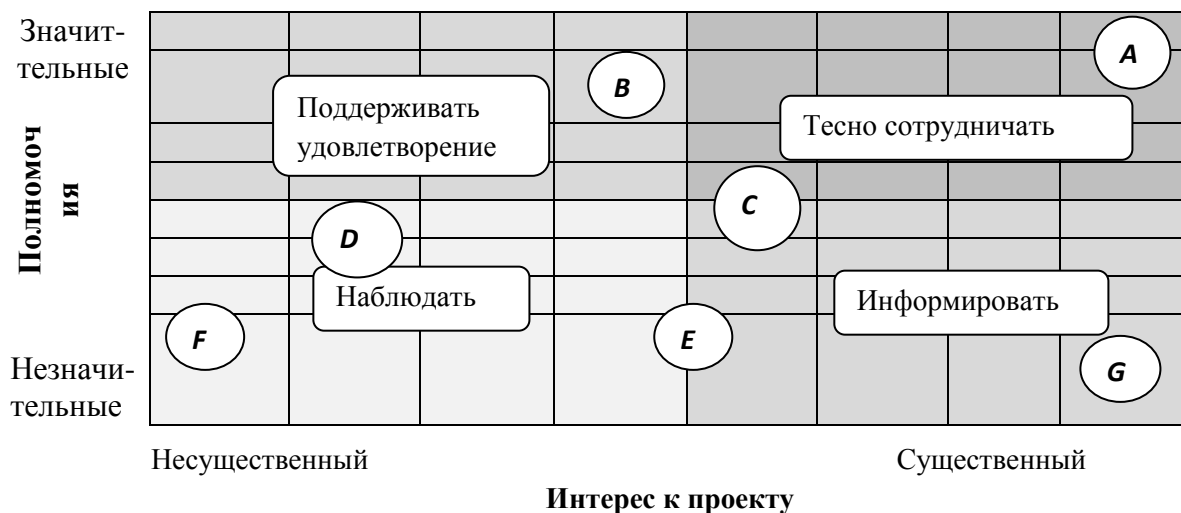 Значит-
тельные
A
B
Поддерживать
удовлетворение
Тесно сотрудничать
Полномоч
ия
C
D
Наблюдать
Информировать
F
E
G
Незначи-
тельные
Несущественный
Существенный
Интерес к проекту